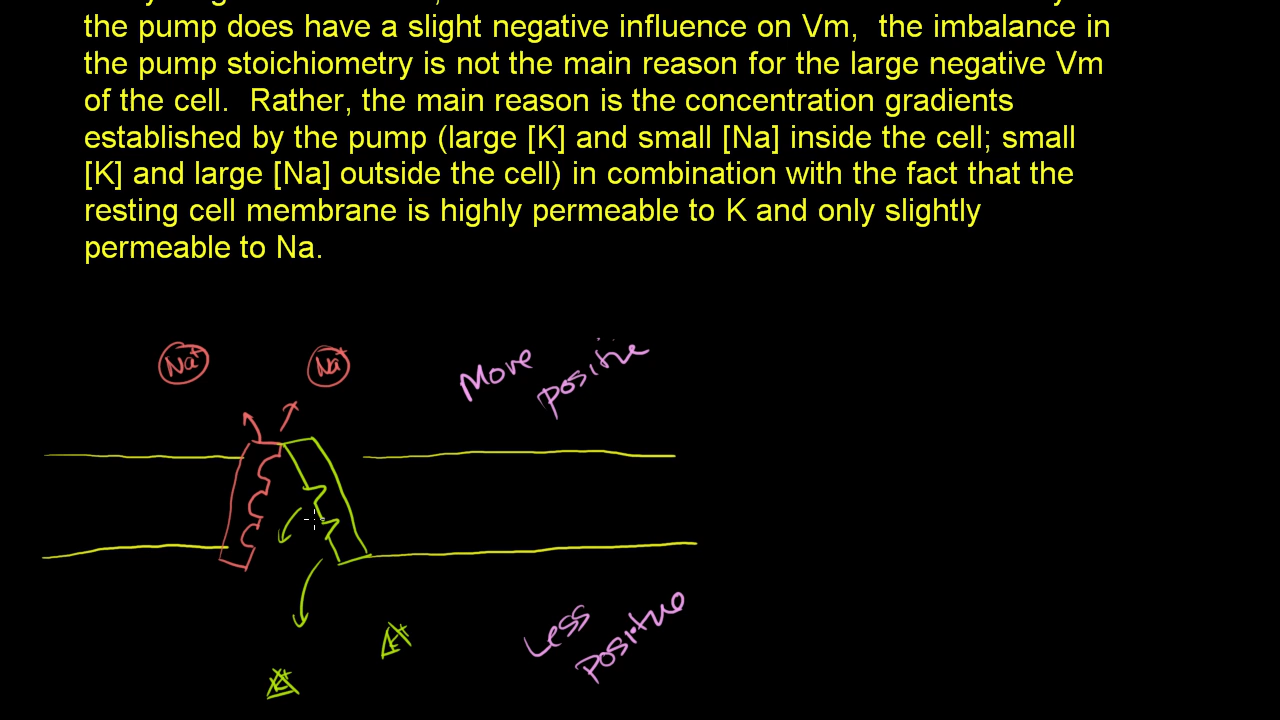 the pump does have a slight negative influence on Vm,  the imbalance in
the pump stoichiometry is not the main reason for the large negative Vm
of the cell.  Rather, the main reason is the concentration gradients
established by the pump (large [K] and small [Na] inside the cell; small
[K] and large [Na] outside the cell) in combination with the fact that the
resting cell membrane is highly permeable to K and only slightly
permeable to Na.
Na+
Na+
More
positive
Less
positive
K+
K+